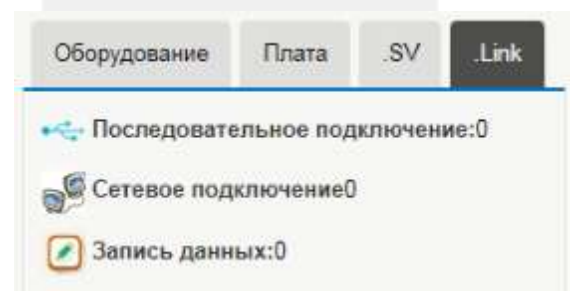 Оборудование Плата .SV .Link
Последовательное подключение:0
Сетевое подключение0
Запись данных:0